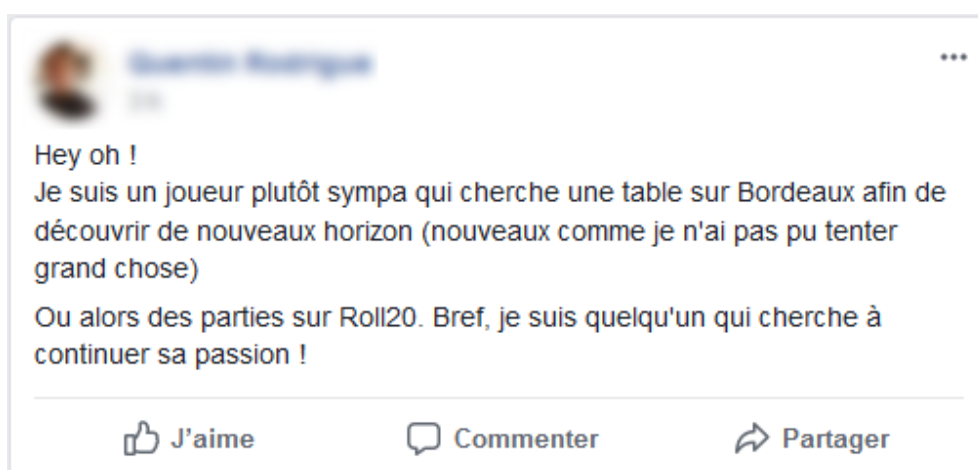 Hey oh !
Je suis un joueur plutôt sympa qui cherche une table sur Bordeaux afin de
découvrir de nouveaux horizon (nouveaux comme je n'ai pas pu tenter
grand chose)
Ou alors des parties sur Roll20. Bref, je suis quelqu'un qui cherche à
continuer sa passion !
J'aime Commenter Partager